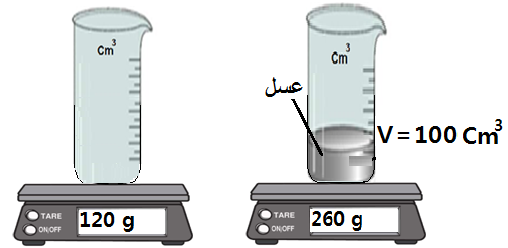 Cm³
Cm³
عسل
V = 100 Cm³
TARE
ON/OFF
120 g
TARE
ON/OFF
260 g